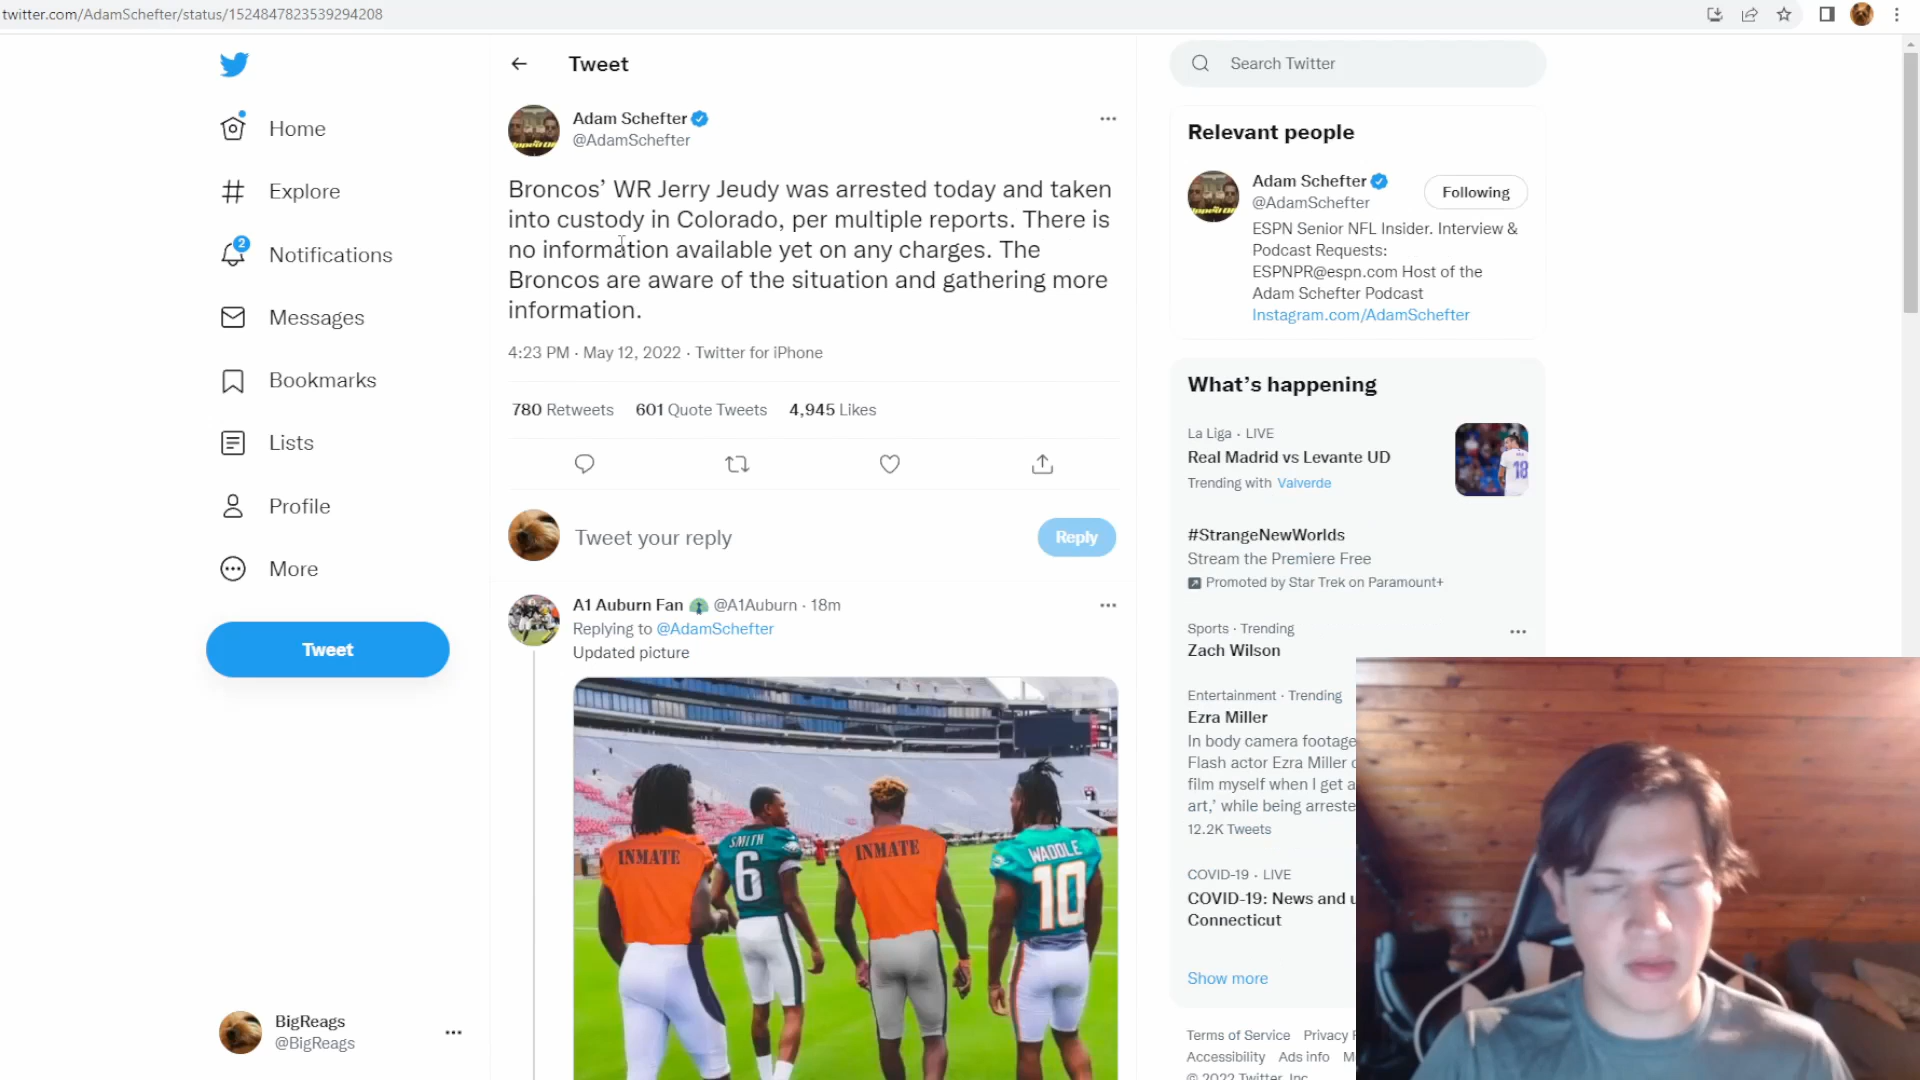 twitter.com/AdamSchefter/status/1524847823539294208
Home
Explore
2
Notifications
Messages
Bookmarks
Lists
Profile
More
Tweet
BigReags
@BigReags
Tweet
Adam Schefter
@AdamSchefter
Broncos’ WR Jerry Jeudy was arrested today and taken
into custody in Colorado, per multiple reports. There is
no information available yet on any charges. The
Broncos are aware of the situation and gathering more
information.
4:23 PM · May 12, 2022 · Twitter for iPhone
780 Retweets 601 Quote Tweets 4,945 Likes
Tweet your reply
Reply
A1 Auburn Fan @A1Auburn · 18m
Replying to @AdamSchefter
Updated picture
INMATE
SMITH
6
INMATE
WADDLE
10
Search Twitter
Relevant people
Adam Schefter
@AdamSchefter
Following
ESPN Senior NFL Insider. Interview &
Podcast Requests:
ESPNPR@espn.com Host of the
Adam Schefter Podcast
Instagram.com/AdamSchefter
What’s happening
La Liga · LIVE
Real Madrid vs Levante UD
Trending with Valverde
18
#StrangeNewWorlds
Stream the Premiere Free
Promoted by Star Trek on Paramount+
Sports · Trending
Zach Wilson
Entertainment · Trending
Ezra Miller
In body camera footage
Flash actor Ezra Miller
film myself when I get a
art,’ while being arreste
12.2K Tweets
COVID-19 · LIVE
COVID-19: News and u
Connecticut
Show more
Terms of Service Privacy
Accessibility Ads info M
© 2022 Twitter, Inc.